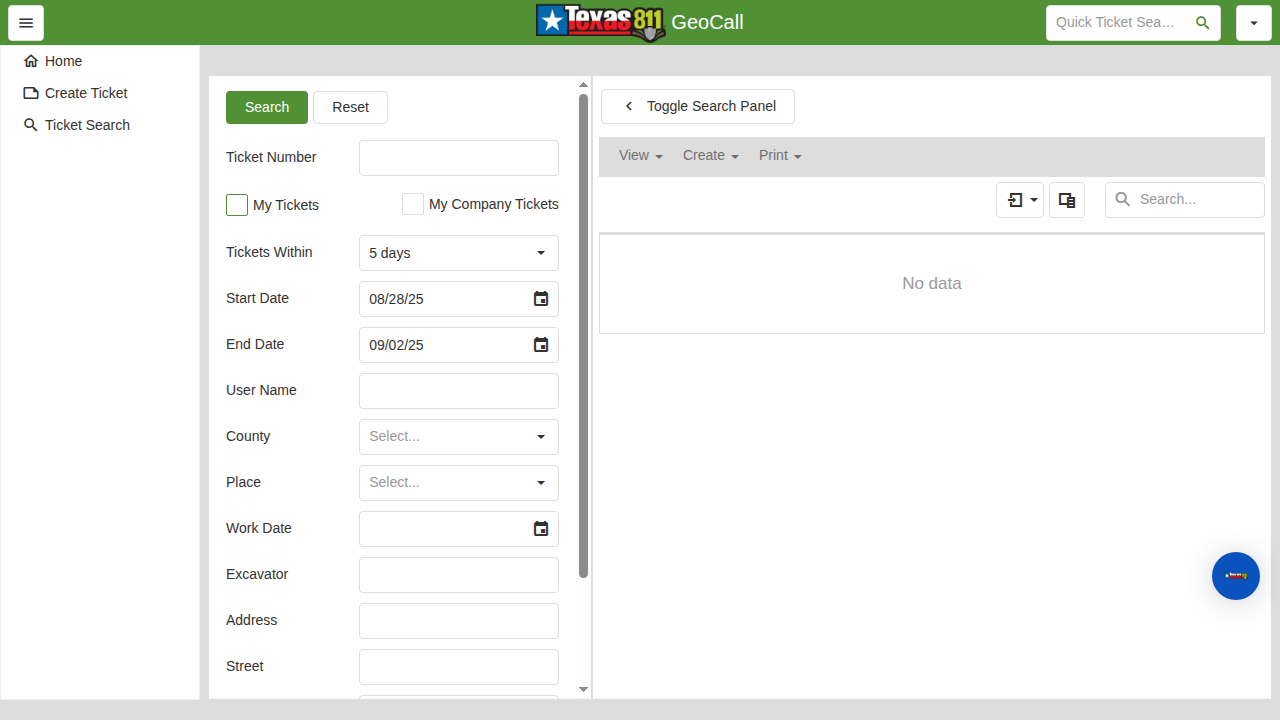 Texas811 GeoCall
Quick Ticket Sea…
Home
Create Ticket
Ticket Search
Search Reset
Ticket Number
My Tickets My Company Tickets
Tickets Within 5 days
Start Date 08/28/25
End Date 09/02/25
User Name
County Select...
Place Select...
Work Date
Excavator
Address
Street
Toggle Search Panel
View Create Print
Search...
No data